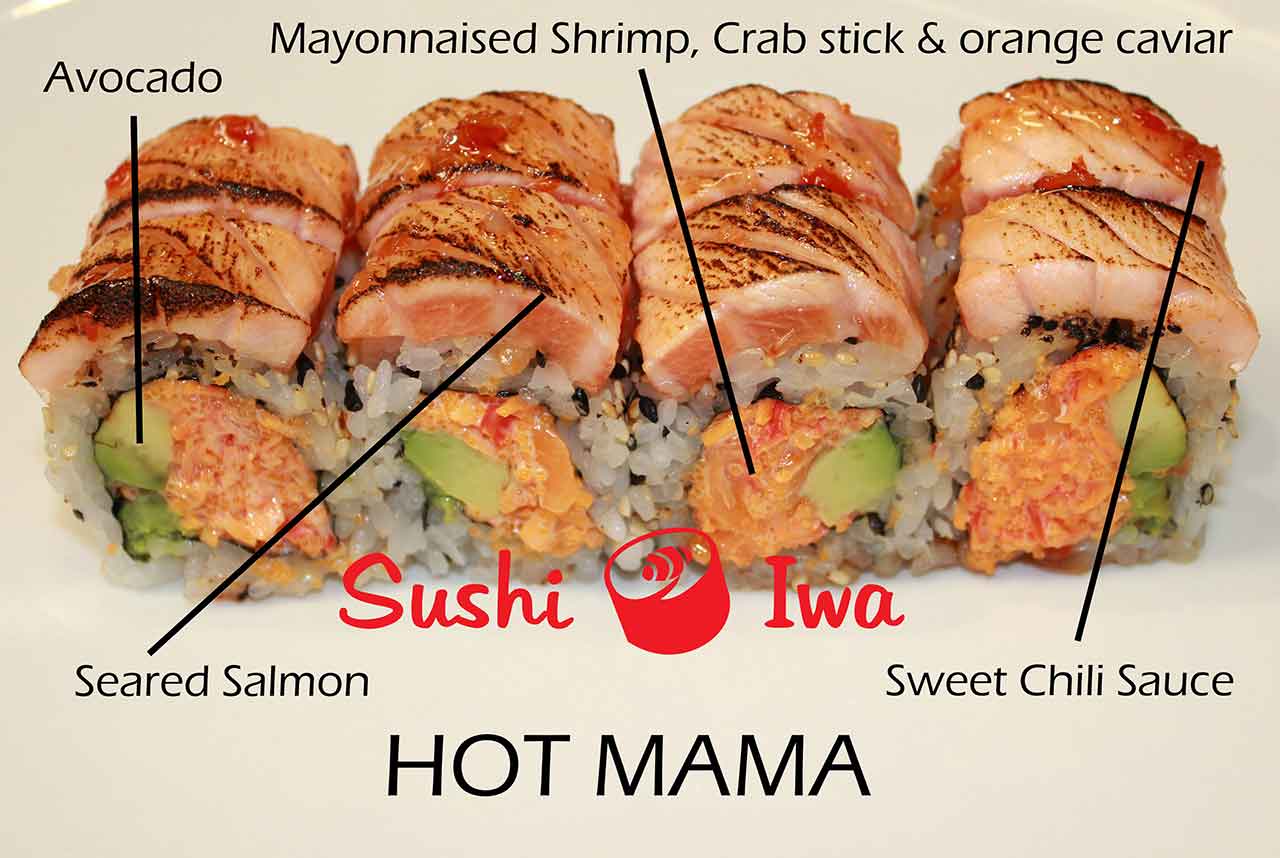 Mayonnaised Shrimp, Crab stick & orange caviar
Avocado
Sushi Iwa
Seared Salmon
Sweet Chili Sauce
HOT MAMA